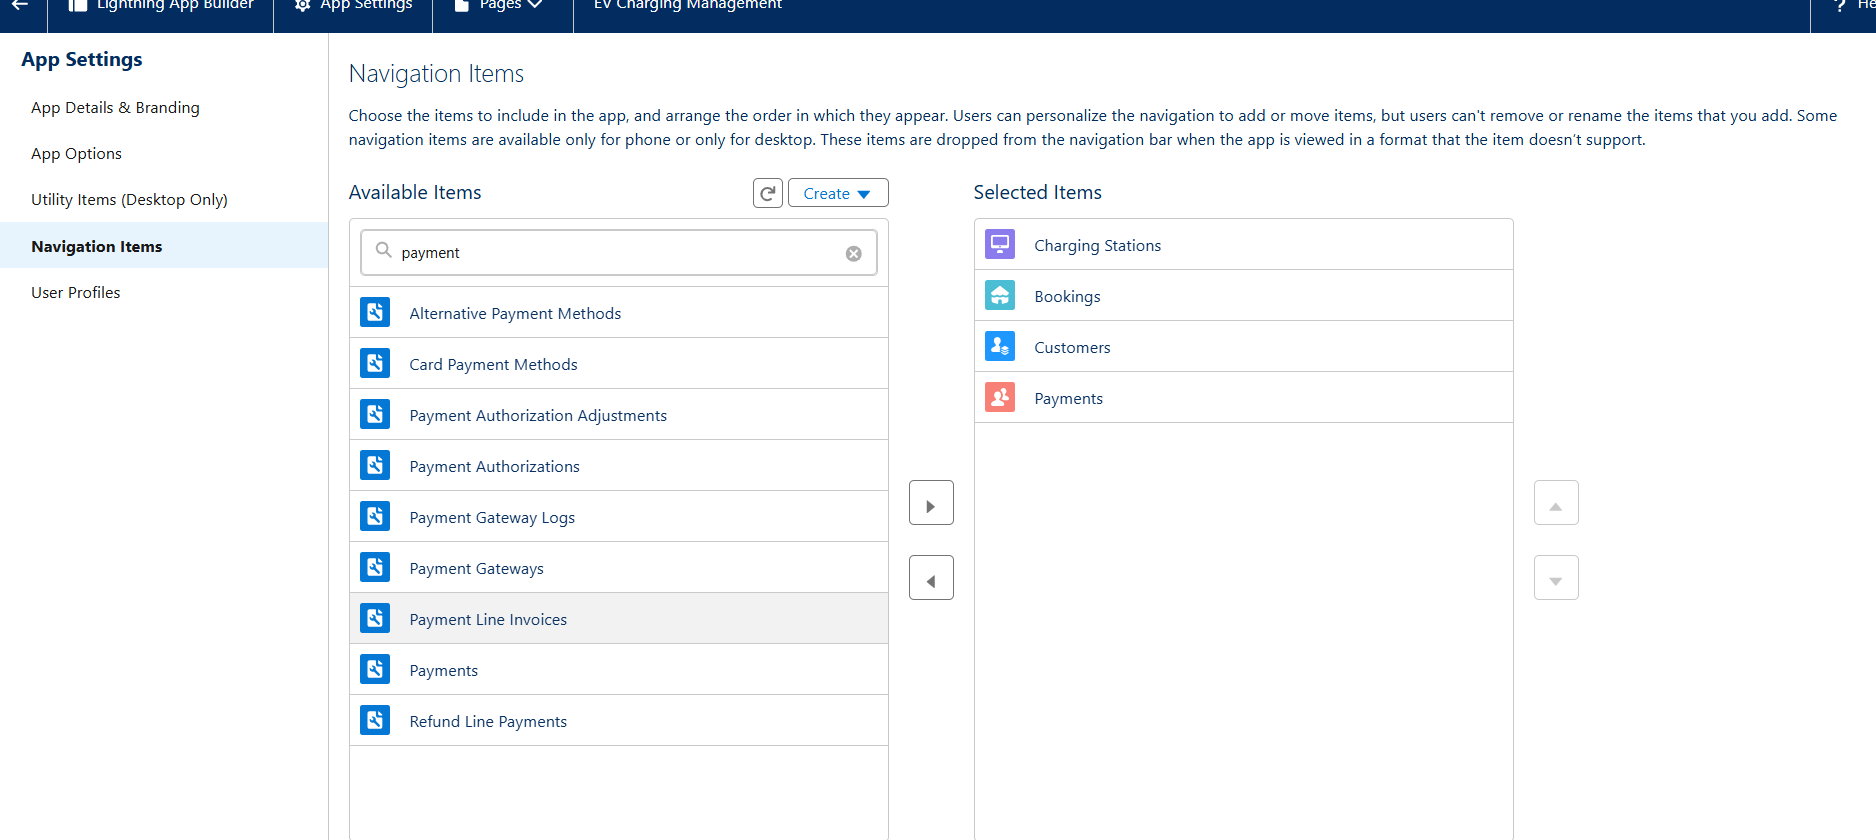 Lightning App Builder
App Settings
Pages
EV Charging Management
?
App Settings
App Details & Branding
App Options
Utility Items (Desktop Only)
Navigation Items
User Profiles
Navigation Items
Choose the items to include in the app, and arrange the order in which they appear. Users can personalize the navigation to add or move items, but users can't remove or rename the items that you add. Some
navigation items are available only for phone or only for desktop. These items are dropped from the navigation bar when the app is viewed in a format that the item doesn't support.
Available Items
Create
payment
Alternative Payment Methods
Card Payment Methods
Payment Authorization Adjustments
Payment Authorizations
Payment Gateway Logs
Payment Gateways
Payment Line Invoices
Payments
Refund Line Payments
Selected Items
Charging Stations
Bookings
Customers
Payments